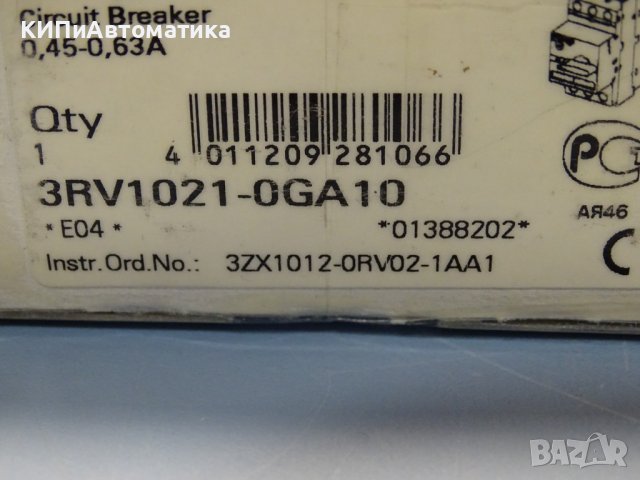 Circuit Breaker
КИПиАвтоматика
0,45-0,63A
Qty
1
4 011209 281066
3RV1021-0GA10
* E04 *
*01388202*
Instr.Ord.No.: 3ZX1012-0RV02-1AA1
АЯ46
BAZAR